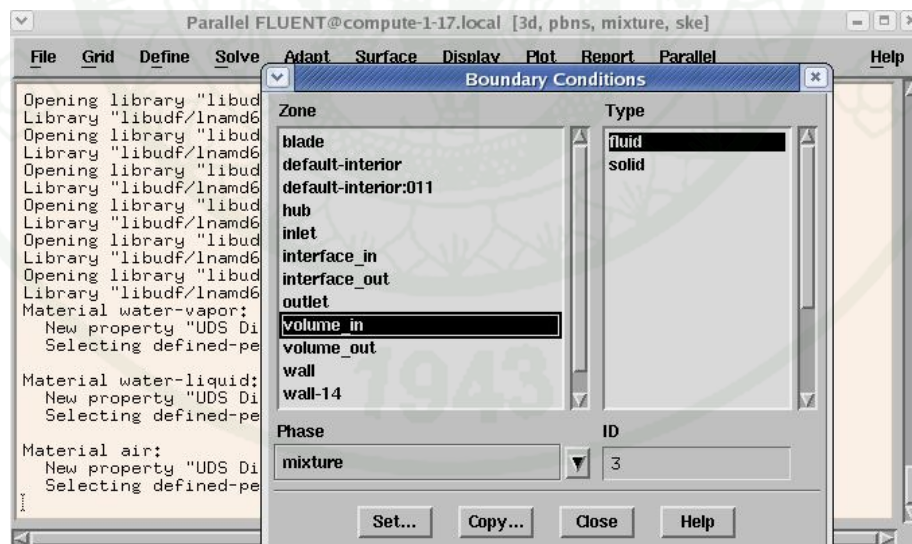 Parallel FLUENT@compute-1-17.local [3d, pbns, mixture, ske]
File Grid Define Solve Adapt Surface Display Plot Report Parallel Help
Opening library "libud
Library "libudf/lnamd6
Opening library "libud
Library "libudf/lnamd6
Opening library "libud
Library "libudf/lnamd6
Opening library "libud
Library "libudf/lnamd6
Opening library "libud
Library "libudf/lnamd6
Opening library "libud
Library "libudf/lnamd6
Material water-vapor:
New property "UDS Di
Selecting defined-pe
Material water-liquid:
New property "UDS Di
Selecting defined-pe
Material air:
New property "UDS Di
Selecting defined-pe
Boundary Conditions
Zone
blade
default-interior
default-interior:011
hub
inlet
interface_in
interface_out
outlet
volume_in
volume_out
wall
wall-14
Type
fluid
solid
Phase
mixture
ID
3
Set... Copy... Close Help
1943